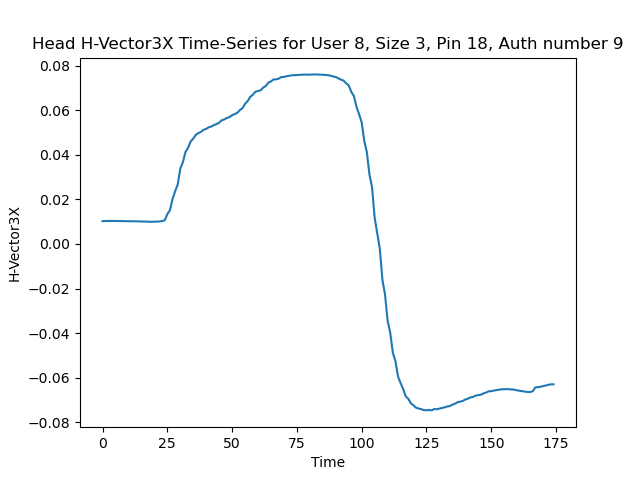 Head H-Vector3X Time-Series for User 8, Size 3, Pin 18, Auth number 9
0.08
0.06
0.04
0.02
0.00
−0.02
−0.04
−0.06
−0.08
H-Vector3X
0 25 50 75 100 125 150 175
Time